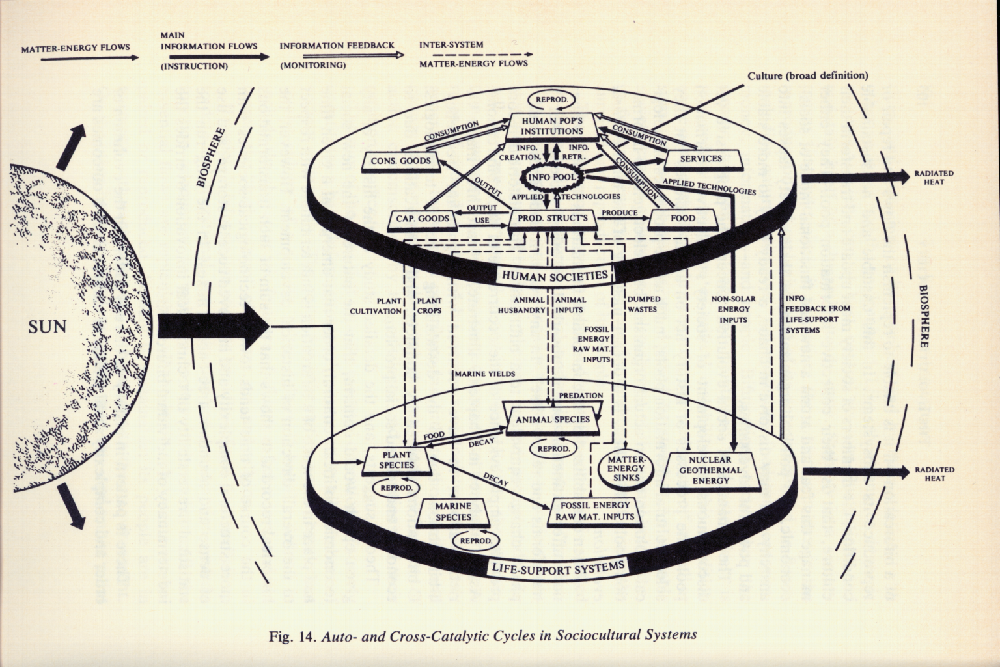 MATTER-ENERGY FLOWS
MAIN
INFORMATION FLOWS
(INSTRUCTION)
INFORMATION FEEDBACK
(MONITORING)
INTER-SYSTEM
MATTER-ENERGY FLOWS
Culture (broad definition)
BIOSPHERE
REPROD.
HUMAN POP'S
INSTITUTIONS
CONSUMPTION
CONSUMPTION
CONS. GOODS
INFO.
CREATION.
INFO.
RETR.
SERVICES
INFO POOL
CONSUMPTION
OUTPUT
APPLIED TECHNOLOGIES
APPLIED
TECHNOLOGIES
RADIATED
HEAT
CAP. GOODS
OUTPUT
USE
PROD. STRUCT'S
PRODUCE
FOOD
HUMAN SOCIETIES
SUN
PLANT
CULTIVATION
PLANT
CROPS
ANIMAL
HUSBANDRY
ANIMAL
INPUTS
DUMPED
WASTES
FOSSIL
ENERGY
RAW MAT.
INPUTS
NON-SOLAR
ENERGY
INPUTS
INFO
FEEDBACK FROM
LIFE-SUPPORT
SYSTEMS
BIOSPHERE
MARINE YIELDS
PREDATION
ANIMAL SPECIES
REPROD.
FOOD
DECAY
PLANT
SPECIES
REPROD.
DECAY
MATTER-
ENERGY
SINKS
NUCLEAR
GEOTHERMAL
ENERGY
RADIATED
HEAT
MARINE
SPECIES
REPROD.
FOSSIL ENERGY
RAW MAT. INPUTS
LIFE-SUPPORT SYSTEMS
Fig. 14. Auto- and Cross-Catalytic Cycles in Sociocultural Systems